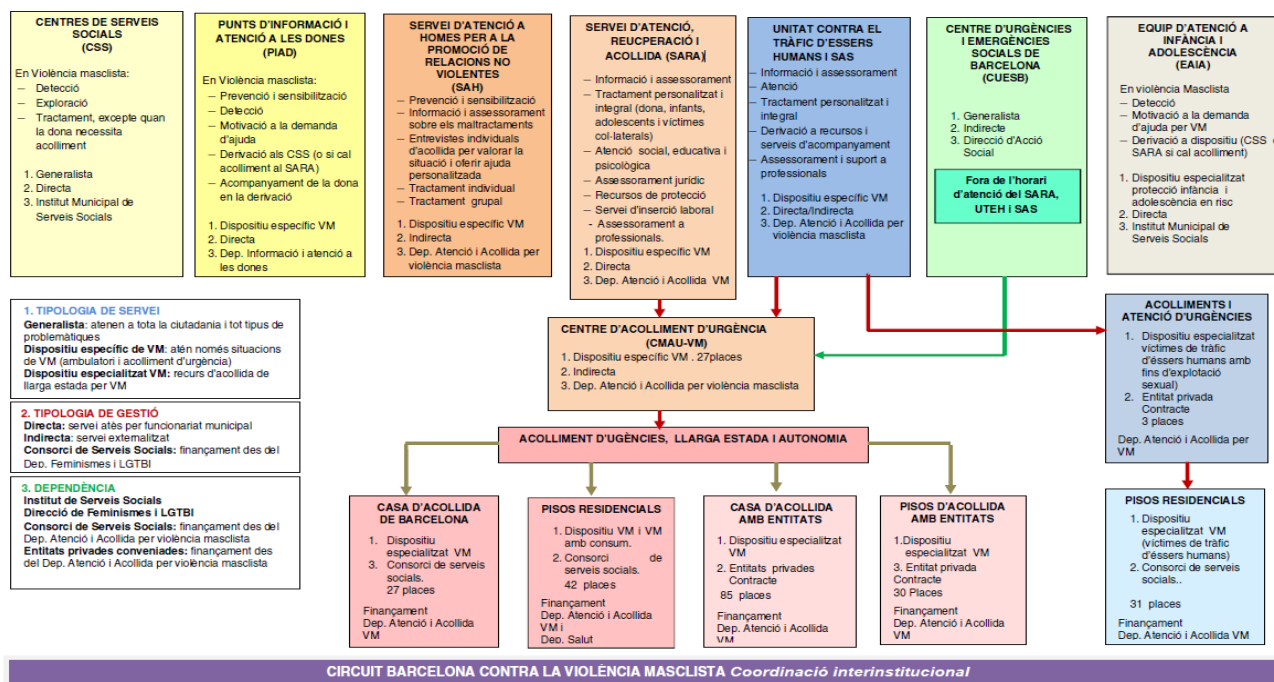 CENTRES DE SERVEIS
SOCIALS
(CSS)
En Violència masclista:
— Detecció
— Exploració
— Tractament, excepte quan
la dona necessita
acolliment
1. Generalista
2. Directa
3. Institut Municipal de
Serveis Socials
PUNTS D'INFORMACIÓ I
ATENCIÓ A LES DONES
(PIAD)
En Violència masclista:
— Prevenció i sensibilització
— Detecció
— Motivació a la demanda
d'ajuda
— Derivació als CSS (o si cal
acolliment al SARA)
— Acompanyament de la dona
en la derivació
1. Dispositiu específic VM
2. Directa
3. Dep. Informació i atenció a
les dones
SERVEI D'ATENCIÓ A
HOMES PER A LA
PROMOCIÓ DE
RELACIONS NO
VIOLENTES
(SAH)
— Prevenció i sensibilització
— Informació i assessorament
sobre els maltractaments
— Entrevistes individuals
d'acollida per valorar la
situació i oferir ajuda
personalitzada
— Tractament individual
— Tractament grupal
1. Dispositiu específic VM
2. Indirecta
3. Dep. Atenció i Acollida per
violència masclista
SERVEI D'ATENCIÓ,
REUCPERACIÓ I
ACOLLIDA (SARA)
— Informació i assessorament
— Tractament personalitzat i
integral (dona, infants,
adolescents i víctimes
col·laterals)
— Atenció social, educativa i
psicològica
— Assessorament jurídic
— Recursos de protecció
— Servei d'inserció laboral
- Assessorament a
professionals.
1. Dispositiu específic VM
2. Directa
3. Dep. Atenció i Acollida VM
UNITAT CONTRA EL
TRÀFIC D'ESSERS
HUMANS I SAS
— Informació i assessorament
— Atenció
— Tractament personalitzat i
integral
— Derivació a recursos i
serveis d'acompanyament
— Assessorament i suport a
professionals
1. Dispositiu específic VM
2. Directa/Indirecta
3. Dep. Atenció i Acollida per
violència masclista
CENTRE D'URGÈNCIES
I EMERGÈNCIES
SOCIALS DE
BARCELONA
(CUESB)
1. Generalista
2. Indirecte
3. Direcció d'Acció
Social
Fora de l'horari
d'atenció del SARA,
UTEH i SAS
EQUIP D'ATENCIÓ A
INFÀNCIA I
ADOLESCÈNCIA
(EAIA)
En violència Masclista
— Detecció
— Motivació a la demanda
d'ajuda per VM
— Derivació a dispositiu (CSS
SARA si cal acolliment)
1. Dispositiu especialitzat
protecció infància i
adolescència en risc
2. Directa
3. Institut Municipal de
Serveis Socials
1. TIPOLOGIA DE SERVEI
Generalista: atenen a tota la ciutadania i tot tipus de
problemàtiques
Dispositiu específic de VM: atén només situacions
de VM (ambulatori i acolliment d'urgència)
Dispositiu especialitzat VM: recurs d'acollida de
llarga estada per VM
2. TIPOLOGIA DE GESTIÓ
Directa: servei atès per funcionariat municipal
Indirecta: servei externalitzat
Consorci de Serveis Socials: finançament des del
Dep. Feminismes i LGTBI
3. DEPENDÈNCIA
Institut de Serveis Socials
Direcció de Feminismes i LGTBI
Consorci de Serveis Socials: finançament des del
Dep. Atenció i Acollida per violència masclista
Entitats privades conveniades: finançament des
del Dep. Atenció i Acollida per violència masclista
CENTRE D'ACOLLIMENT D'URGÈNCIA
(CMAU-VM)
1. Dispositiu específic VM . 27places
2. Indirecta
3. Dep. Atenció i Acollida per violència masclista
ACOLLIMENTS I
ATENCIÓ D'URGÈNCIES
1. Dispositiu especialitzat
víctimes de tràfic
d'éssers humans amb
fins d'explotació
sexual)
2. Entitat privada
Contracte
3 places
Dep. Atenció i Acollida per
VM
ACOLLIMENT D'UGÈNCIES, LLARGA ESTADA I AUTONOMIA
CASA D'ACOLLIDA
DE BARCELONA
1. Dispositiu
especialitzat VM
3. Consorci de serveis
socials.
27 places
Finançament
Dep. Atenció i Acollida
VM
PISOS RESIDENCIALS
1. Dispositiu VM i VM
amb consum.
2. Consorci de
serveis socials.
42 places
Finançament
Dep. Atenció i Acollida
VM i
Dep. Salut
CASA D'ACOLLIDA
AMB ENTITATS
1. Dispositiu especialitzat
VM
2. Entitats privades
Contracte
85 places
Finançament
Dep. Atenció i Acollida
VM
PISOS D'ACOLLIDA
AMB ENTITATS
1.Dispositiu
especialitzat VM
3. Entitat privada
Contracte
30 Places
Finançament
Dep. Atenció i Acollida
VM
PISOS RESIDENCIALS
1. Dispositiu
especialitzat VM
(víctimes de tràfic
d'éssers humans)
2. Consorci de serveis
socials..
31 places
Finançament
Dep. Atenció i Acollida VM
CIRCUIT BARCELONA CONTRA LA VIOLÈNCIA MASCLISTA Coordinació interinstitucional